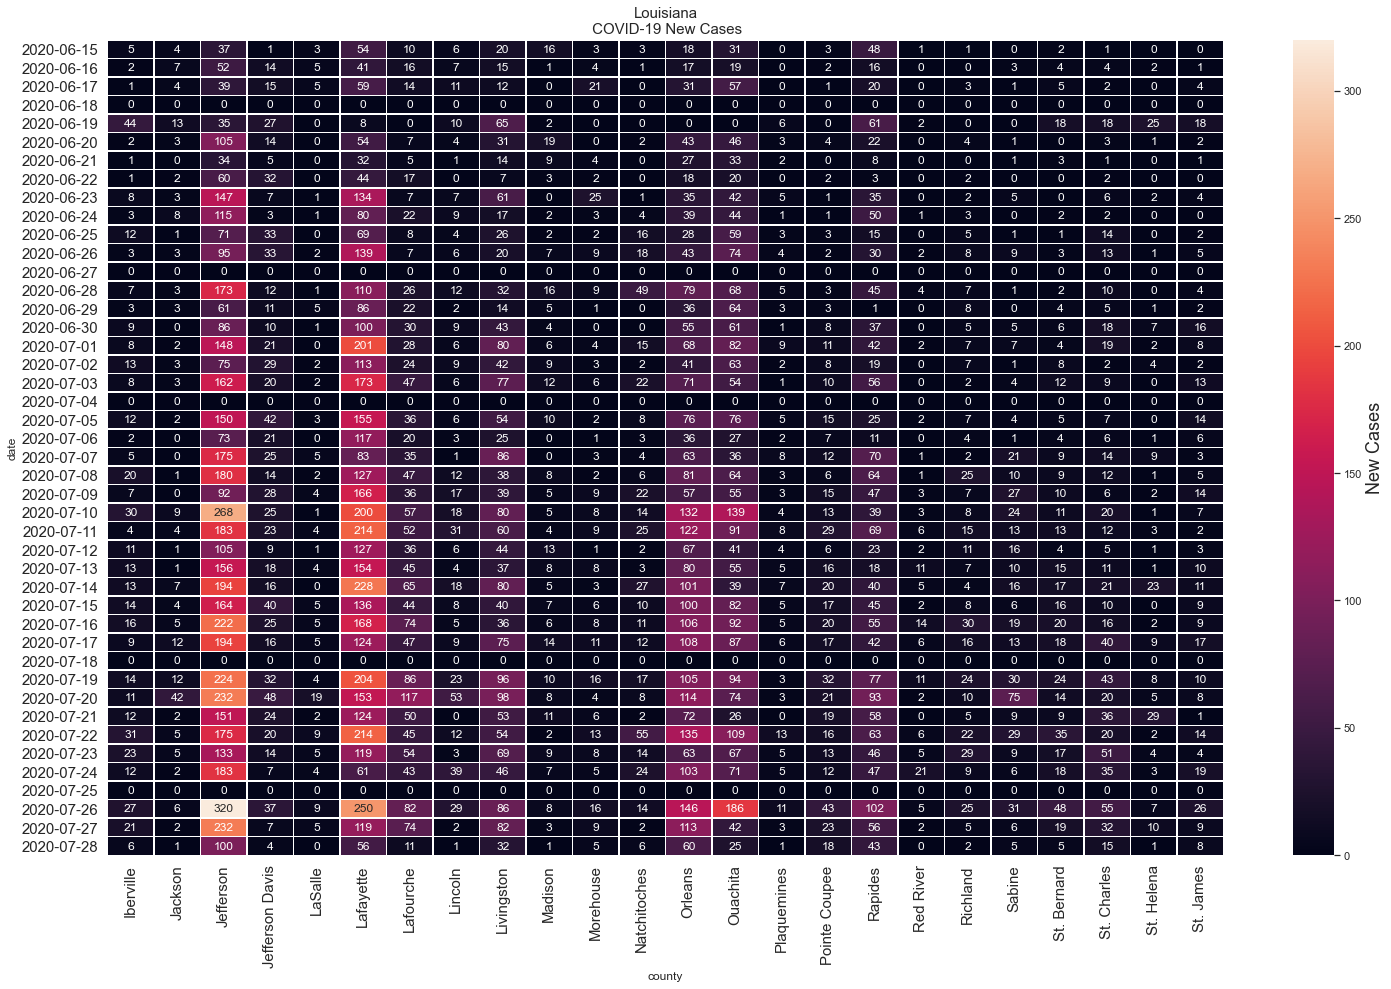 Louisiana
COVID-19 New Cases
2020-06-15 5 4 37 1 3 54 10 6 20 16 3 3 18 31 0 3 48 1 1 0 2 1 0 0
2020-06-16 2 7 52 14 5 41 16 7 15 1 4 1 17 19 0 2 16 0 0 3 4 4 2 1
2020-06-17 1 4 39 15 5 59 14 11 12 0 21 0 31 57 0 1 20 0 3 1 5 2 0 4
2020-06-18 0 0 0 0 0 0 0 0 0 0 0 0 0 0 0 0 0 0 0 0 0 0 0 0
2020-06-19 44 13 35 27 0 8 0 10 65 2 0 0 0 0 6 0 61 2 0 0 18 18 25 18
2020-06-20 2 3 105 14 0 54 7 4 31 19 0 2 43 46 3 4 22 0 4 1 0 3 1 2
2020-06-21 1 0 34 5 0 32 5 1 14 9 4 0 27 33 2 0 8 0 0 1 3 1 0 1
2020-06-22 1 2 60 32 0 44 17 0 7 3 2 0 18 20 0 2 3 0 2 0 0 2 0 0
2020-06-23 8 3 147 7 1 134 7 7 61 0 25 1 35 42 5 1 35 0 2 5 0 6 2 4
2020-06-24 3 8 115 3 1 80 22 9 17 2 3 4 39 44 1 1 50 1 3 0 2 2 0 0
2020-06-25 12 1 71 33 0 69 8 4 26 2 2 16 28 59 3 3 15 0 5 1 1 14 0 2
2020-06-26 3 3 95 33 2 139 7 6 20 7 9 18 43 74 4 2 30 2 8 9 3 13 1 5
2020-06-27 0 0 0 0 0 0 0 0 0 0 0 0 0 0 0 0 0 0 0 0 0 0 0 0
2020-06-28 7 3 173 12 1 110 26 12 32 16 9 49 79 68 5 3 45 4 7 1 2 10 0 4
2020-06-29 3 3 61 11 5 86 22 2 14 5 1 0 36 64 3 3 1 0 8 0 4 5 1 2
2020-06-30 9 0 86 10 1 100 30 9 43 4 0 0 55 61 1 8 37 0 5 5 6 18 7 16
2020-07-01 8 2 148 21 0 201 28 6 80 6 4 15 68 82 9 11 42 2 7 7 4 19 2 8
2020-07-02 13 3 75 29 2 113 24 9 42 9 3 2 41 63 2 8 19 0 7 1 8 2 4 2
2020-07-03 8 3 162 20 2 173 47 6 77 12 6 22 71 54 1 10 56 0 2 4 12 9 0 13
2020-07-04 0 0 0 0 0 0 0 0 0 0 0 0 0 0 0 0 0 0 0 0 0 0 0 0
2020-07-05 12 2 150 42 3 155 36 6 54 10 2 8 76 76 5 15 25 2 7 4 5 7 0 14
2020-07-06 2 0 73 21 0 117 20 3 25 0 1 3 36 27 2 7 11 0 4 1 4 6 1 6
2020-07-07 5 0 175 25 5 83 35 1 86 0 3 4 63 36 8 12 70 1 2 21 9 14 9 3
2020-07-08 20 1 180 14 2 127 47 12 38 8 2 6 81 64 3 6 64 1 25 10 9 12 1 5
2020-07-09 7 0 92 28 4 166 36 17 39 5 9 22 57 55 3 15 47 3 7 27 10 6 2 14
2020-07-10 30 9 268 25 1 200 57 18 80 5 8 14 132 139 4 13 39 3 8 24 11 20 1 7
2020-07-11 4 4 183 23 4 214 52 31 60 4 9 25 122 91 8 29 69 6 15 13 13 12 3 2
2020-07-12 11 1 105 9 1 127 36 6 44 13 1 2 67 41 4 6 23 2 11 16 4 5 1 3
2020-07-13 13 1 156 18 4 154 45 4 37 8 8 3 80 55 5 16 18 11 7 10 15 11 1 10
2020-07-14 13 7 194 16 0 228 65 18 80 5 3 27 101 39 7 20 40 5 4 16 17 21 23 11
2020-07-15 14 4 164 40 5 136 44 8 40 7 6 10 100 82 5 17 45 2 8 6 16 10 0 9
2020-07-16 16 5 222 25 5 168 74 5 36 6 8 11 106 92 5 20 55 14 30 19 20 16 2 9
2020-07-17 9 12 194 16 5 124 47 9 75 14 11 12 108 87 6 17 42 6 16 13 18 40 9 17
2020-07-18 0 0 0 0 0 0 0 0 0 0 0 0 0 0 0 0 0 0 0 0 0 0 0 0
2020-07-19 14 12 224 32 4 204 86 23 96 10 16 17 105 94 3 32 77 11 24 30 24 43 8 10
2020-07-20 11 42 232 48 19 153 117 53 98 8 4 8 114 74 3 21 93 2 10 75 14 20 5 8
2020-07-21 12 2 151 24 2 124 50 0 53 11 6 2 72 26 0 19 58 0 5 9 9 36 29 1
2020-07-22 31 5 175 20 9 214 45 12 54 2 13 55 135 109 13 16 63 6 22 29 35 20 2 14
2020-07-23 23 5 133 14 5 119 54 3 69 9 8 14 63 67 5 13 46 3 29 9 17 51 4 4
2020-07-24 12 2 183 7 4 61 43 39 46 7 5 24 103 71 5 12 47 21 9 6 18 35 3 19
2020-07-25 0 0 0 0 0 0 0 0 0 0 0 0 0 0 0 0 0 0 0 0 0 0 0 0
2020-07-26 27 6 320 37 9 250 82 29 86 8 16 14 146 186 11 43 102 5 25 31 48 55 7 26
2020-07-27 21 2 232 7 5 119 74 2 82 3 9 2 113 42 3 23 56 2 5 6 19 32 10 9
2020-07-28 6 1 100 4 0 56 11 1 32 1 5 6 60 25 1 18 43 0 2 5 5 15 1 8
date
Iberville Jackson Jefferson Jefferson Davis LaSalle Lafayette Lafourche Lincoln Livingston Madison Morehouse Natchitoches Orleans Ouachita Plaquemines Pointe Coupee Rapides Red River Richland Sabine St. Bernard St. Charles St. Helena St. James
county
300
250
200
150
100
50
0
New Cases